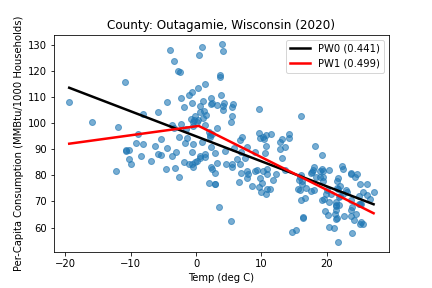 County: Outagamie, Wisconsin (2020)
Per-Capita Consumption (MMBtu/1000 Households)
130
120
110
100
90
80
70
60
PW0 (0.441)
PW1 (0.499)
−20
−10
0
10
20
Temp (deg C)